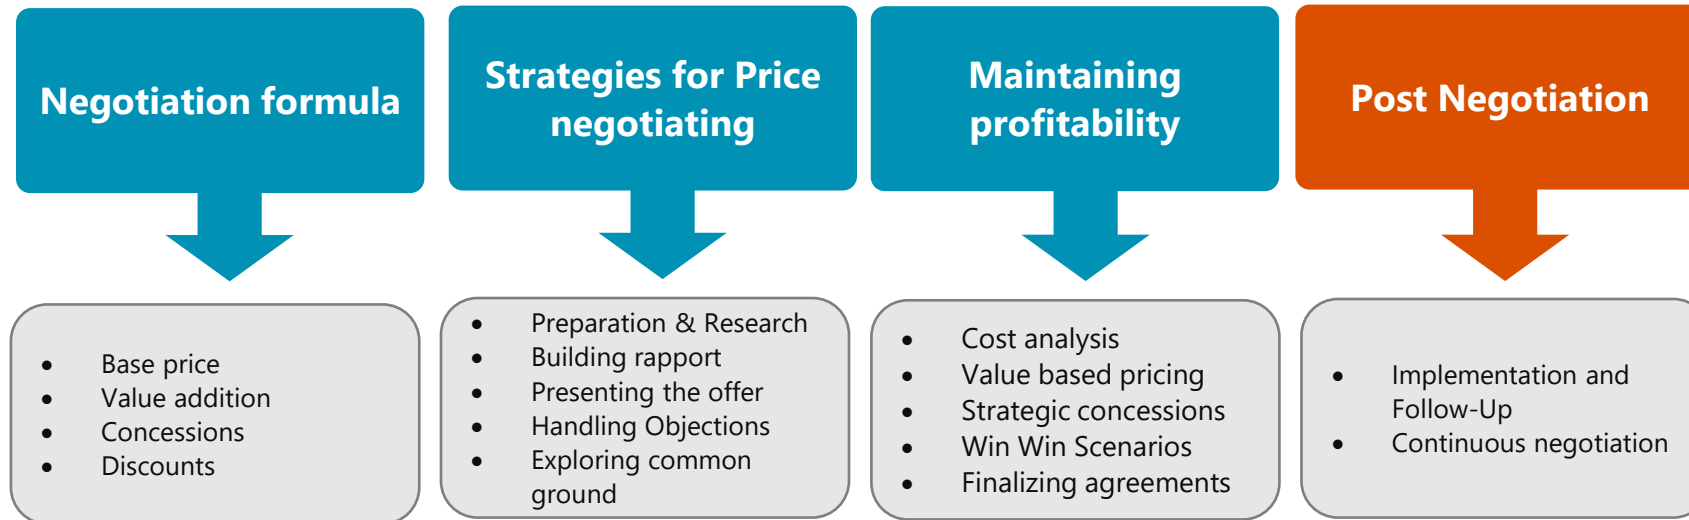 Negotiation formula
• Base price
• Value addition
• Concessions
• Discounts
Strategies for Price
negotiating
• Preparation & Research
• Building rapport
• Presenting the offer
• Handling Objections
• Exploring common
ground
Maintaining
profitability
• Cost analysis
• Value based pricing
• Strategic concessions
• Win Win Scenarios
• Finalizing agreements
Post Negotiation
• Implementation and
Follow-Up
• Continuous negotiation